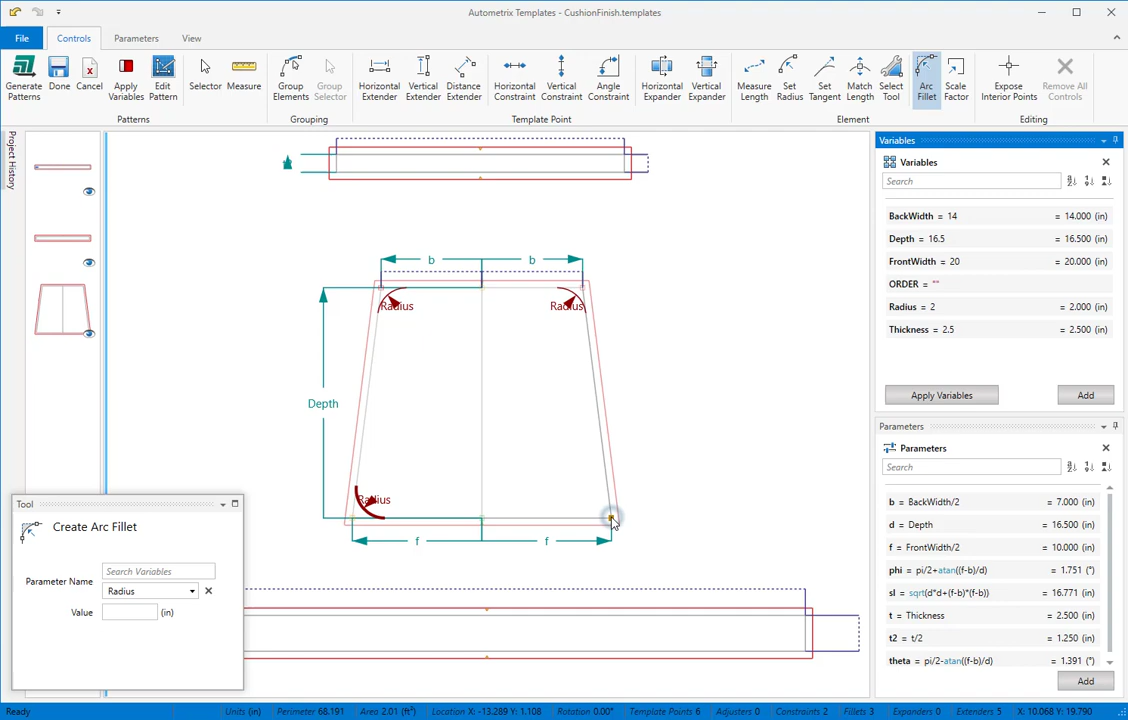 Autometrix Templates - CushionFinish.templates
File
Controls
Parameters
View
Generate Patterns
Done
Cancel
Apply Variables
Edit Pattern
Selector
Measure
Group Elements
Group Selector
Horizontal Extender
Vertical Extender
Distance Extender
Horizontal Constraint
Vertical Constraint
Angle Constraint
Horizontal Expander
Vertical Expander
Measure Length
Set Radius
Set Tangent
Match Length
Select Tool
Arc Fillet
Scale Factor
Expose Interior Points
Remove All Controls
Patterns
Grouping
Template Point
Element
Editing
Project History
b
b
Radius
Radius
Depth
Radius
f
f
Tool
Create Arc Fillet
Search Variables
Parameter Name
Radius
Value
(in)
Variables
Variables
Search
BackWidth = 14 = 14.000 (in)
Depth = 16.5 = 16.500 (in)
FrontWidth = 20 = 20.000 (in)
ORDER = ""
Radius = 2 = 2.000 (in)
Thickness = 2.5 = 2.500 (in)
Apply Variables
Add
Parameters
Parameters
Search
b = BackWidth/2 = 7.000 (in)
d = Depth = 16.500 (in)
f = FrontWidth/2 = 10.000 (in)
phi = pi/2+atan((f-b)/d) = 1.751 (°)
sl = sqrt(d*d+(f-b)*(f-b)) = 16.771 (in)
t = Thickness = 2.500 (in)
t2 = t/2 = 1.250 (in)
theta = pi/2-atan((f-b)/d) = 1.391 (°)
Add
Ready
Units (in)
Perimeter 68.191
Area 2.01 (ft²)
Location X: -13.289 Y: 1.108
Rotation 0.00°
Template Points 6
Adjusters 0
Constraints 2
Fillets 3
Expanders 0
Extenders 5
X: 10.068 Y: 19.790